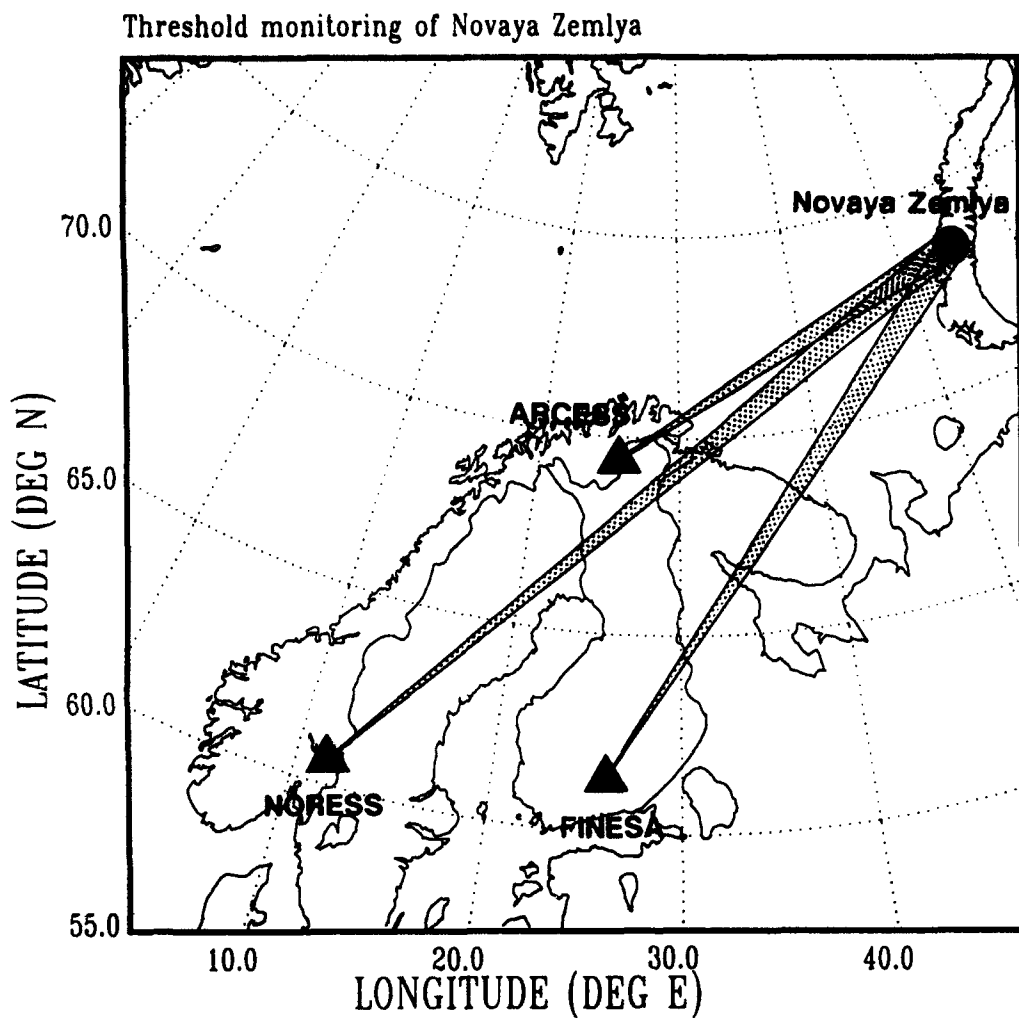 Threshold monitoring of Novaya Zemlya
Novaya Zemlya
70.0
ARCESS
65.0
LATITUDE (DEG N)
60.0
NORESS
FINESA
55.0
10.0 20.0 30.0 40.0
LONGITUDE (DEG E)